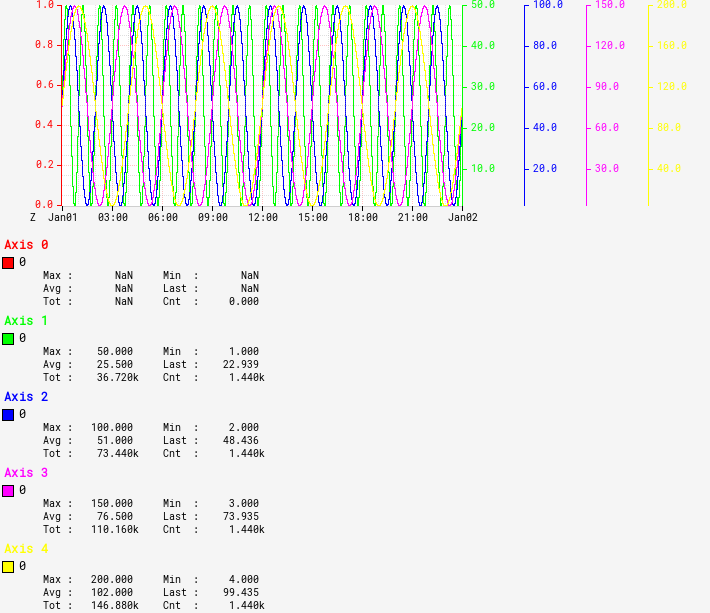 1.0 50.0 100.0 150.0 200.0
0.8 40.0 80.0 120.0 160.0
0.6 30.0 60.0 90.0 120.0
0.4 20.0 40.0 60.0 80.0
0.2 10.0 20.0 30.0 40.0
0.0
Z Jan01 03:00 06:00 09:00 12:00 15:00 18:00 21:00 Jan02
Axis 0
0
Max : NaN Min : NaN
Avg : NaN Last : NaN
Tot : NaN Cnt : 0.000
Axis 1
0
Max : 50.000 Min : 1.000
Avg : 25.500 Last : 22.939
Tot : 36.720k Cnt : 1.440k
Axis 2
0
Max : 100.000 Min : 2.000
Avg : 51.000 Last : 48.436
Tot : 73.440k Cnt : 1.440k
Axis 3
0
Max : 150.000 Min : 3.000
Avg : 76.500 Last : 73.935
Tot : 110.160k Cnt : 1.440k
Axis 4
0
Max : 200.000 Min : 4.000
Avg : 102.000 Last : 99.435
Tot : 146.880k Cnt : 1.440k